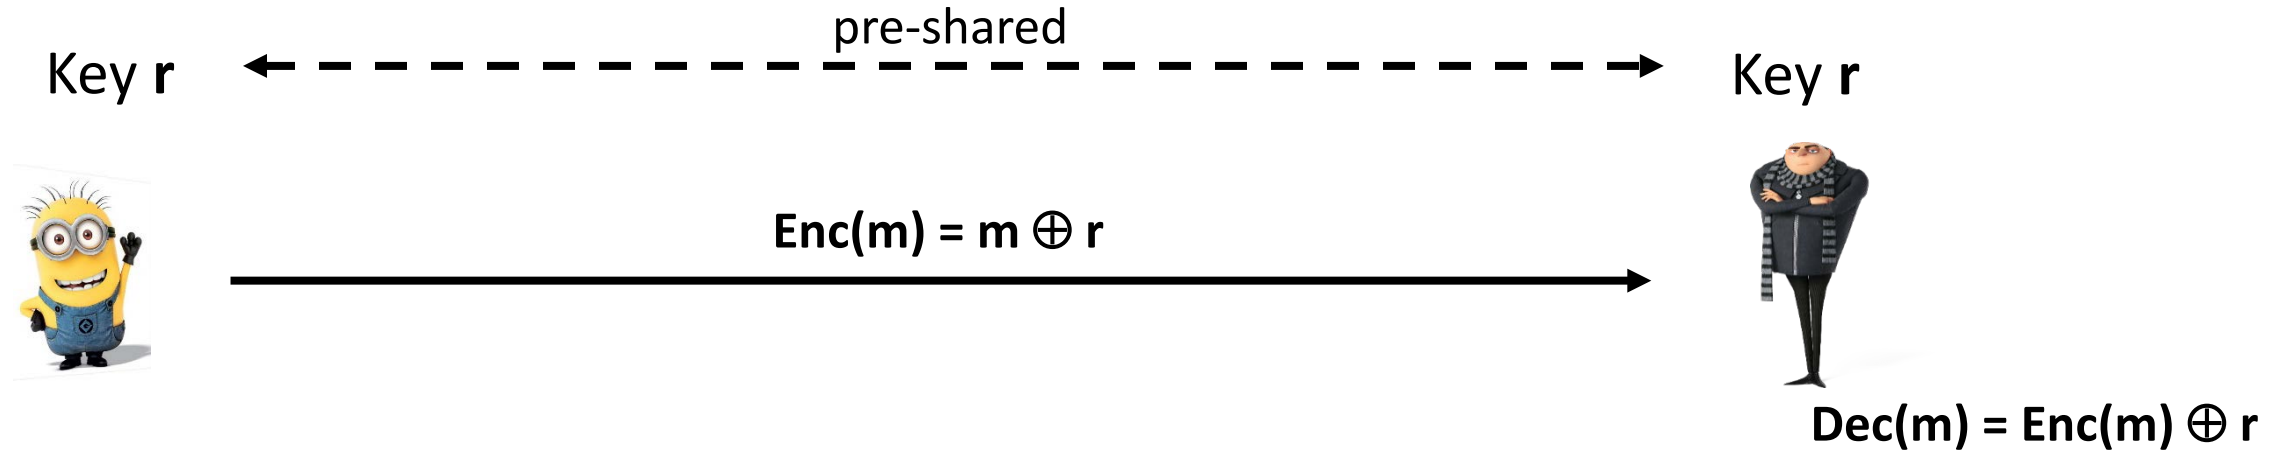 pre-shared
Key r
Key r
Enc(m) = m ⊕ r
Dec(m) = Enc(m) ⊕ r